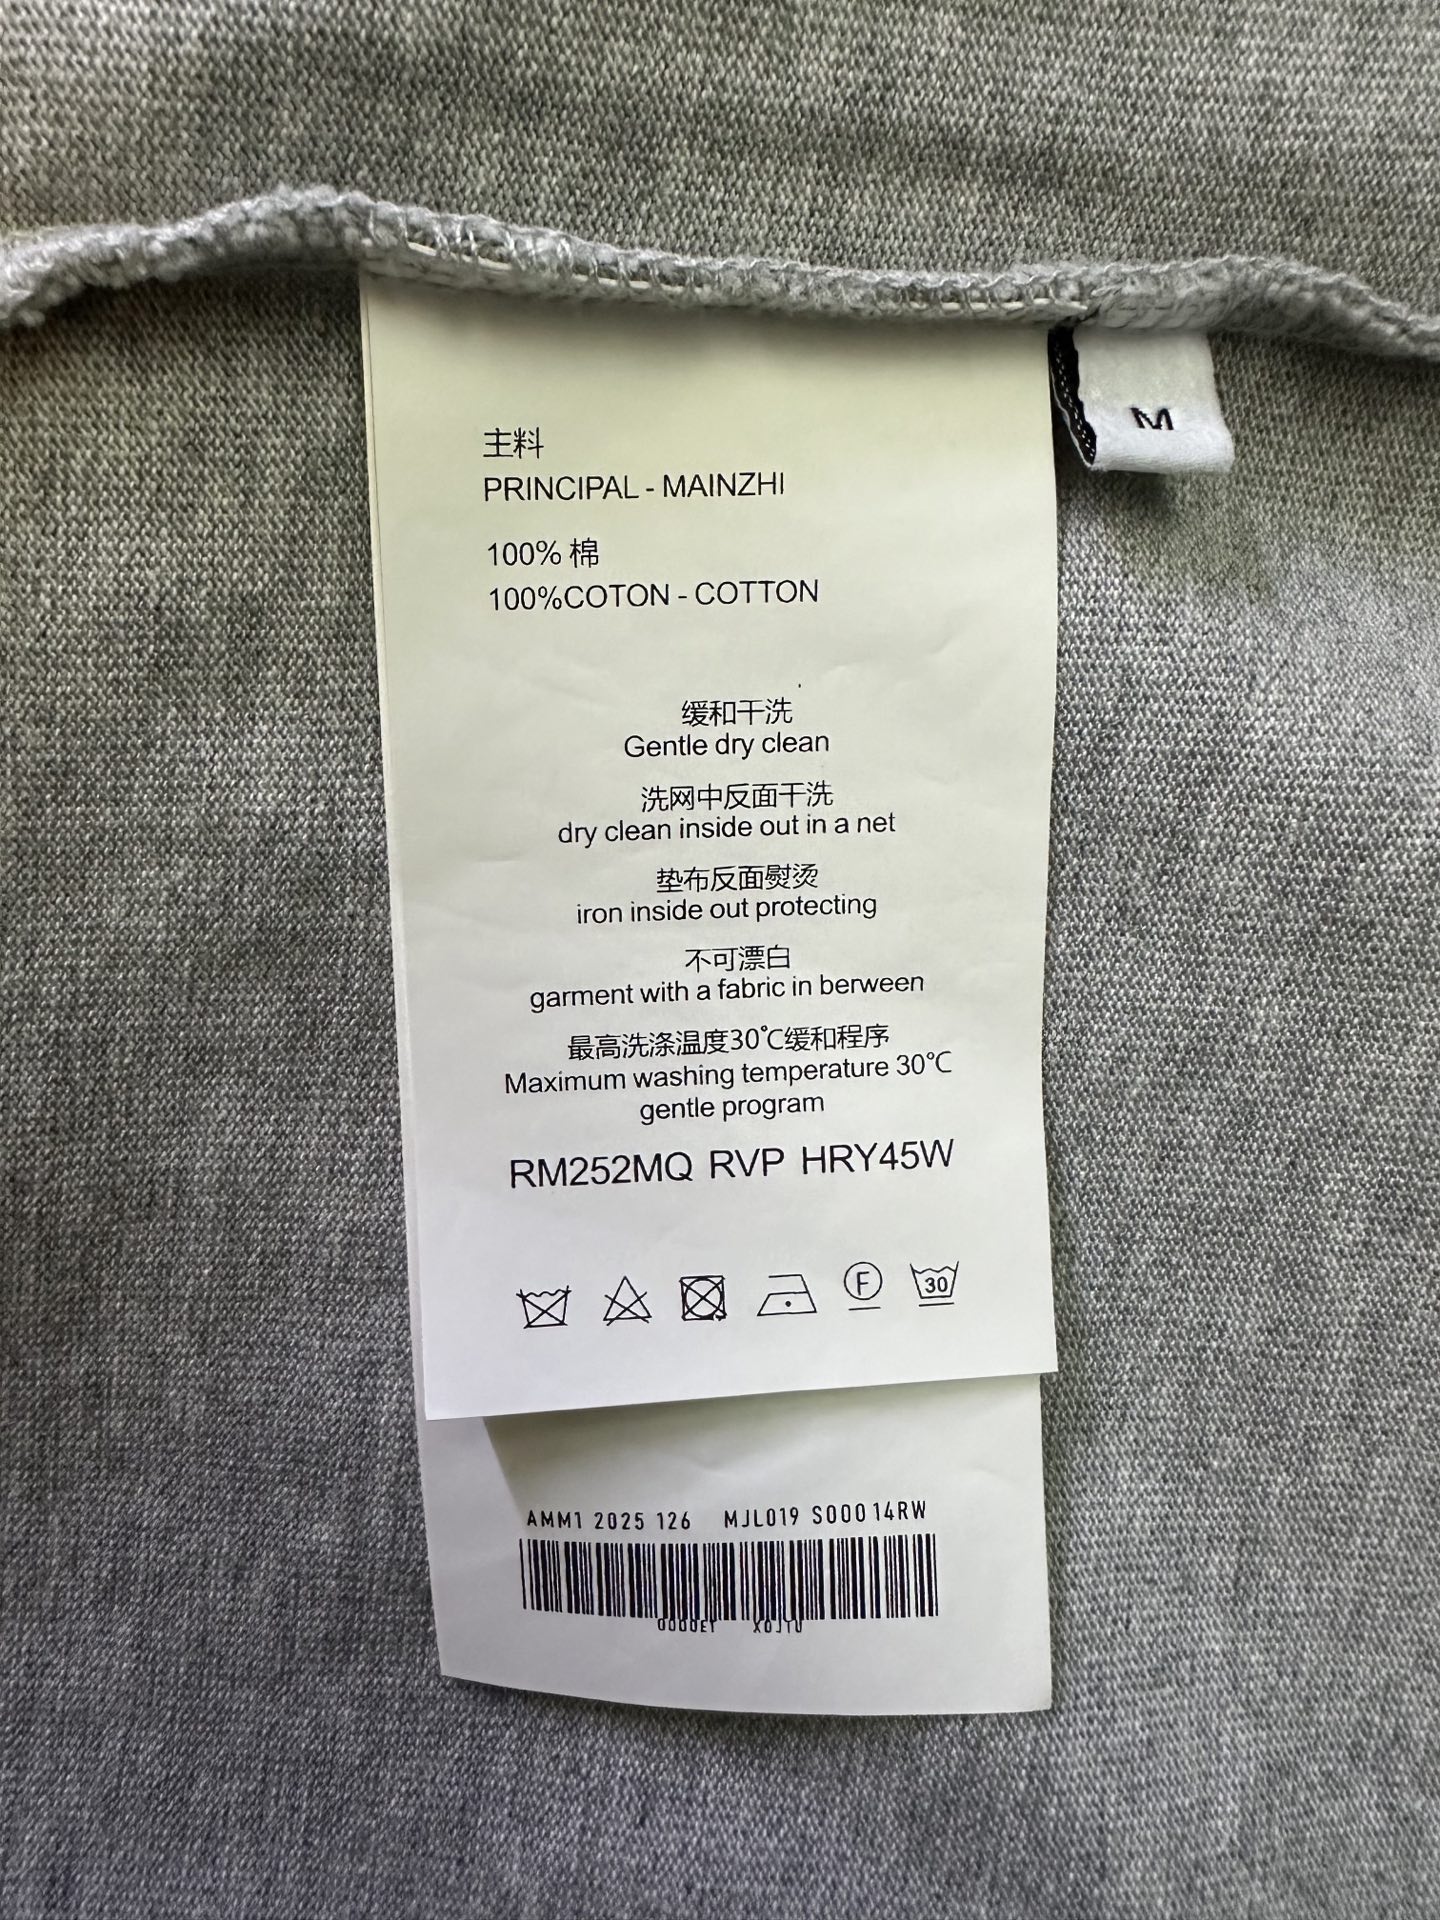 M
主料
PRINCIPAL - MAINZHI
100% 棉
100%COTON - COTTON
缓和干洗
Gentle dry clean
洗网中反面干洗
dry clean inside out in a net
垫布反面熨烫
iron inside out protecting
不可漂白
garment with a fabric in berween
最高洗涤温度30℃缓和程序
Maximum washing temperature 30℃
gentle program
RM252MQ RVP HRY45W
F 30
AMM1 2025 126 MJL019 S00014RW